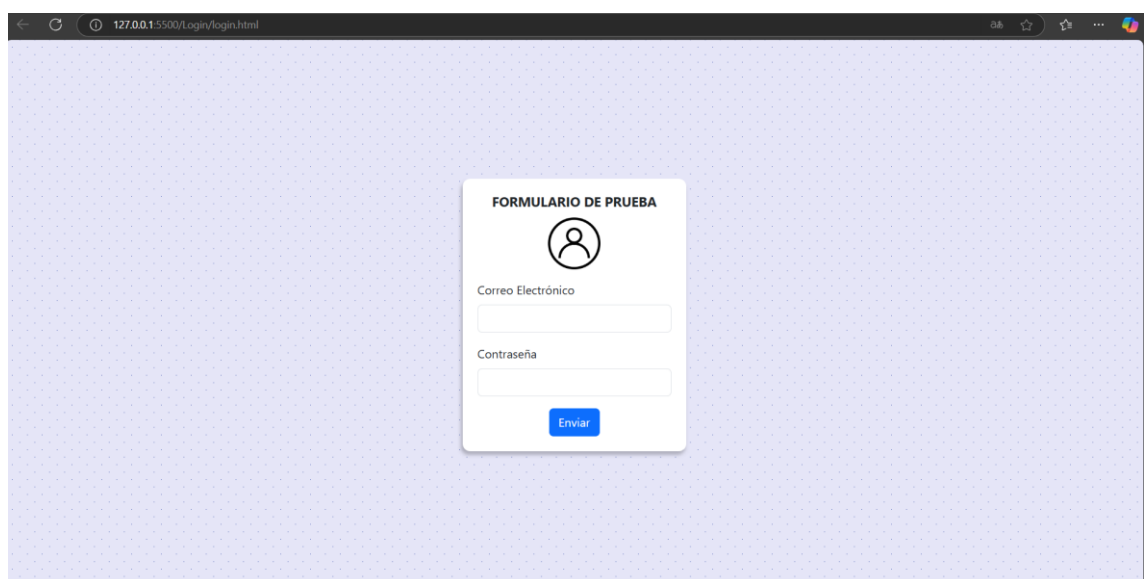 127.0.0.1:5500/Login/login.html
FORMULARIO DE PRUEBA
Correo Electrónico
Contraseña
Enviar